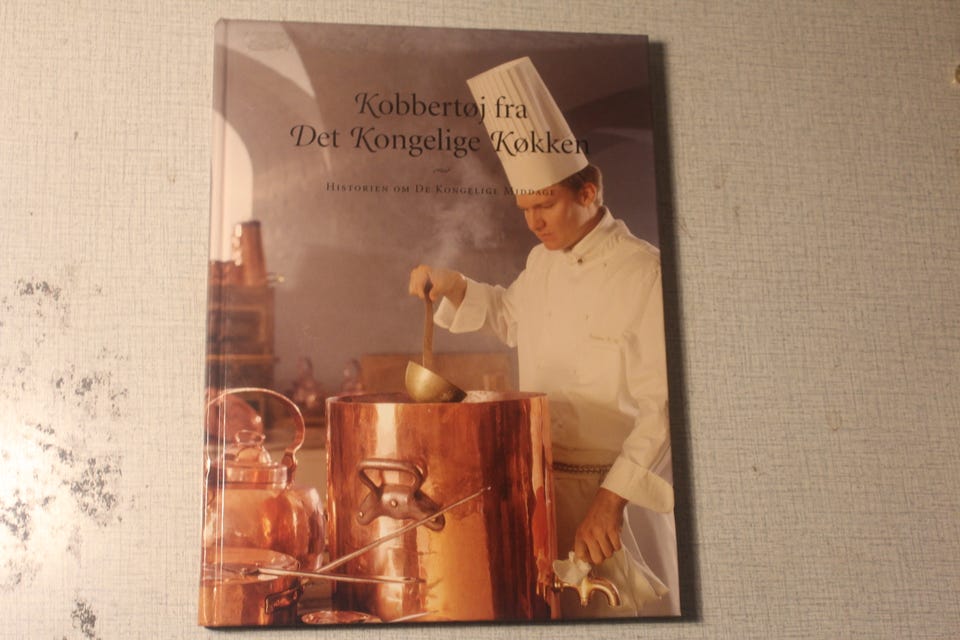 Kobbertøj fra
Det Kongelige Køkken
Historien om De Kongelige Middage